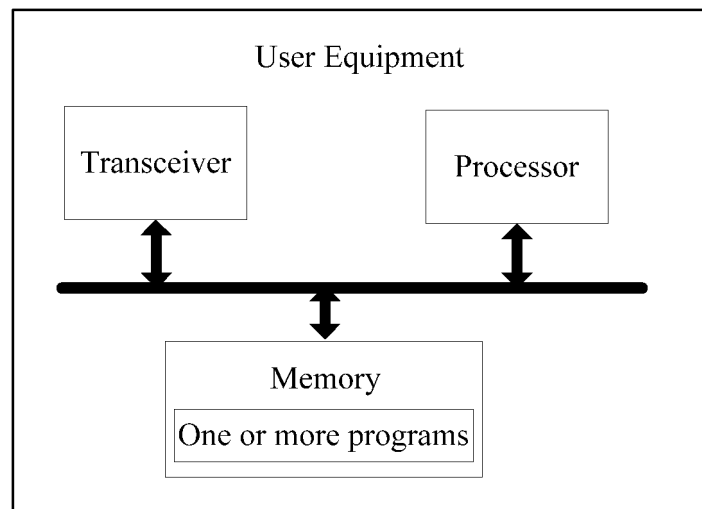 User Equipment
Transceiver
Processor
Memory
One or more programs